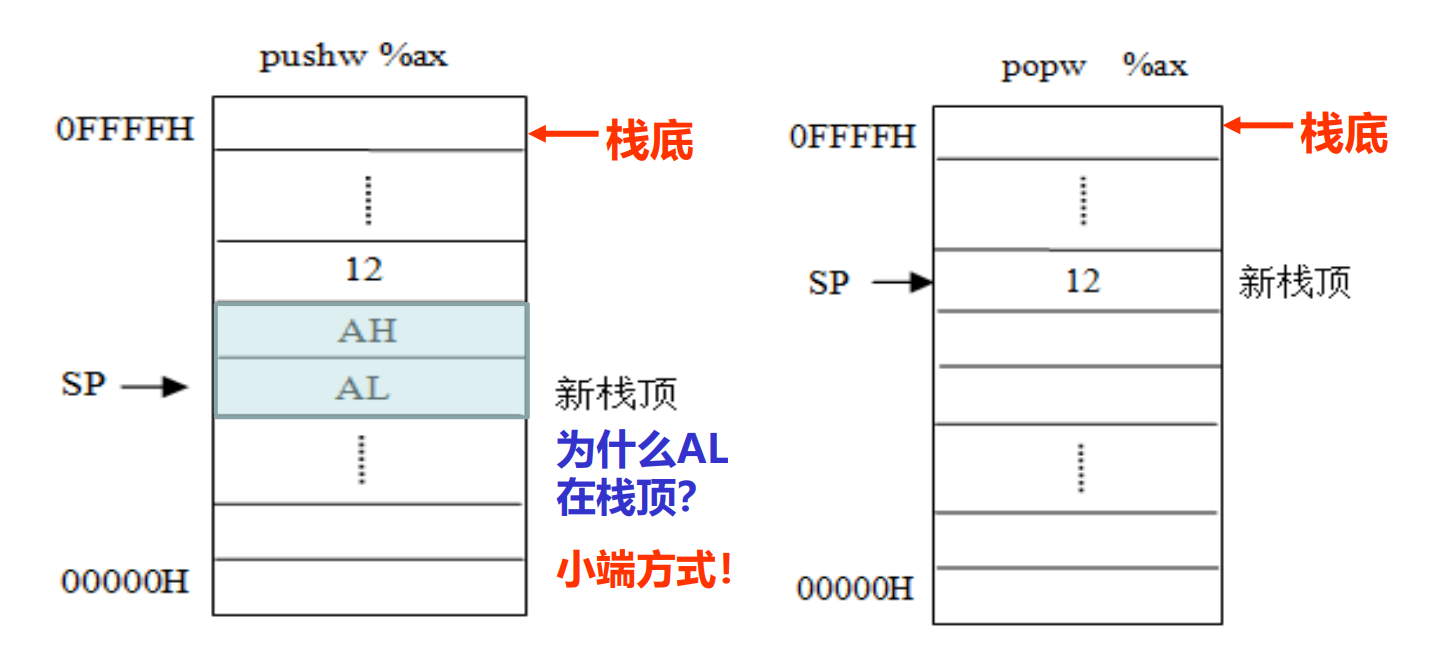 pushw %ax
0FFFFH
栈底
12
AH
SP
AL
新栈顶
为什么AL
在栈顶?
小端方式!
00000H
popw %ax
0FFFFH
栈底
SP
12
新栈顶
00000H